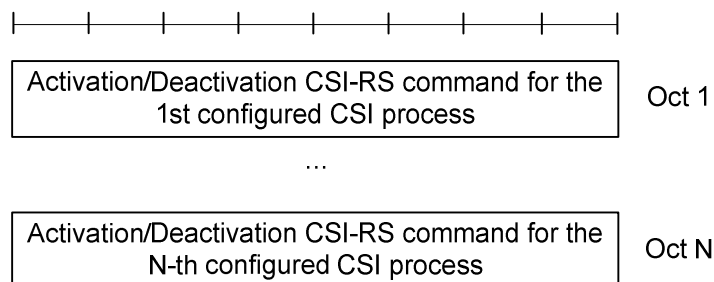 Activation/Deactivation CSI-RS command for the
1st configured CSI process
Oct 1
...
Activation/Deactivation CSI-RS command for the
N-th configured CSI process
Oct N